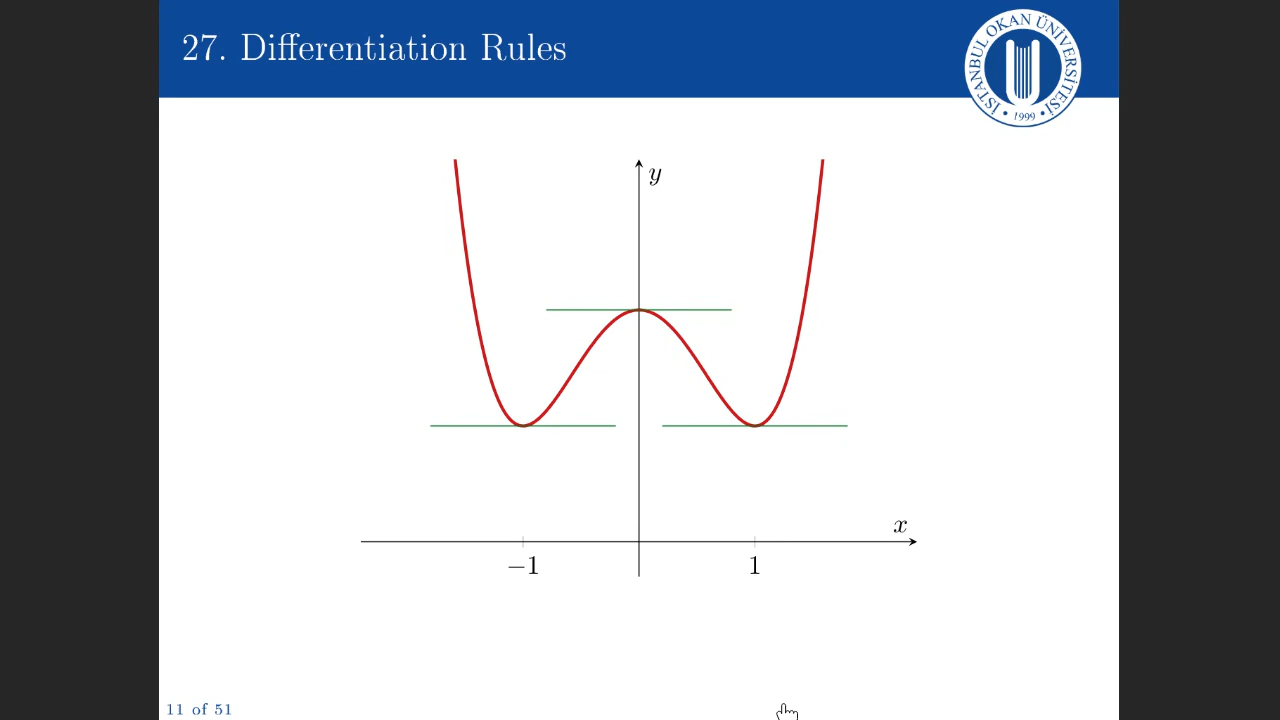 27. Differentiation Rules
İSTANBUL OKAN ÜNİVERSİTESİ
• 1999 •
y
x
−1
1
11 of 51